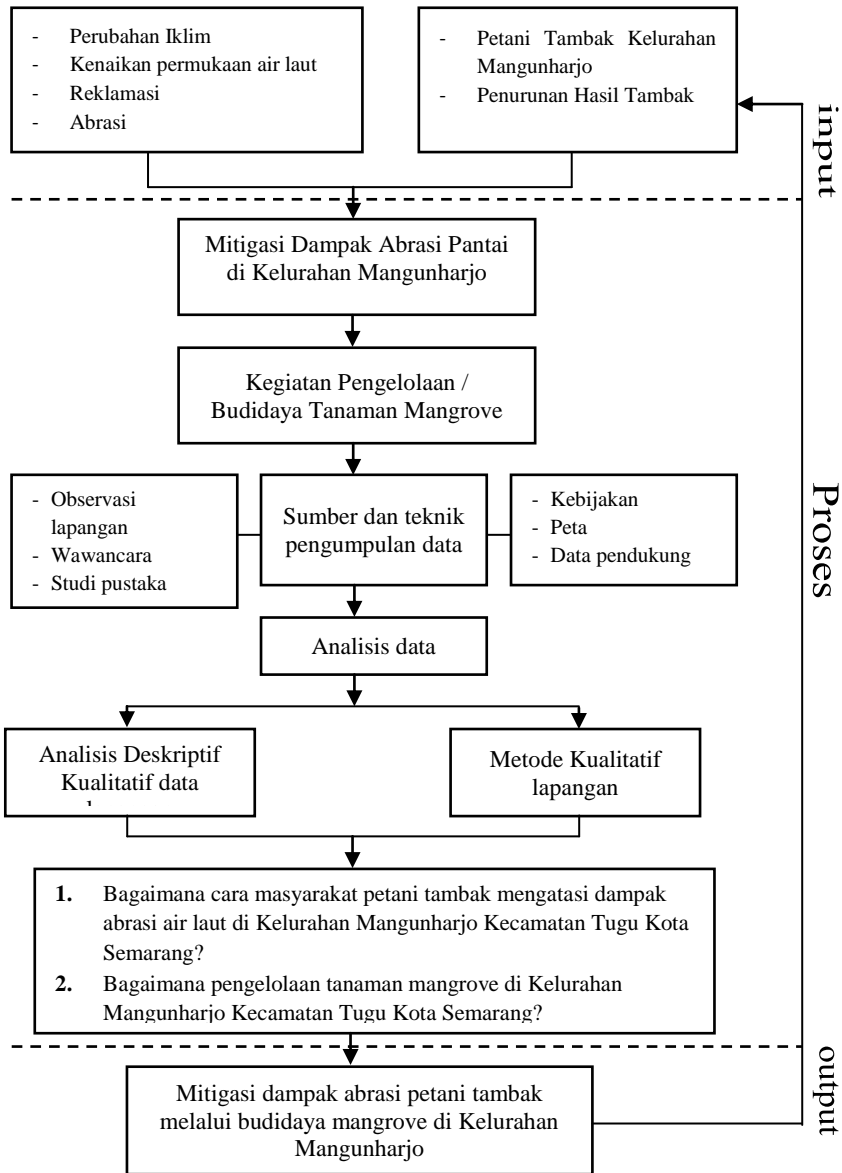 - Perubahan Iklim
- Kenaikan permukaan air laut
- Reklamasi
- Abrasi
- Petani Tambak Kelurahan
Mangunharjo
- Penurunan Hasil Tambak
input
Mitigasi Dampak Abrasi Pantai
di Kelurahan Mangunharjo
Kegiatan Pengelolaan /
Budidaya Tanaman Mangrove
- Observasi
lapangan
- Wawancara
- Studi pustaka
Sumber dan teknik
pengumpulan data
- Kebijakan
- Peta
- Data pendukung
Proses
Analisis data
Analisis Deskriptif
Kualitatif data
Metode Kualitatif
lapangan
1. Bagaimana cara masyarakat petani tambak mengatasi dampak
abrasi air laut di Kelurahan Mangunharjo Kecamatan Tugu Kota
Semarang?
2. Bagaimana pengelolaan tanaman mangrove di Kelurahan
Mangunharjo Kecamatan Tugu Kota Semarang?
output
Mitigasi dampak abrasi petani tambak
melalui budidaya mangrove di Kelurahan
Mangunharjo